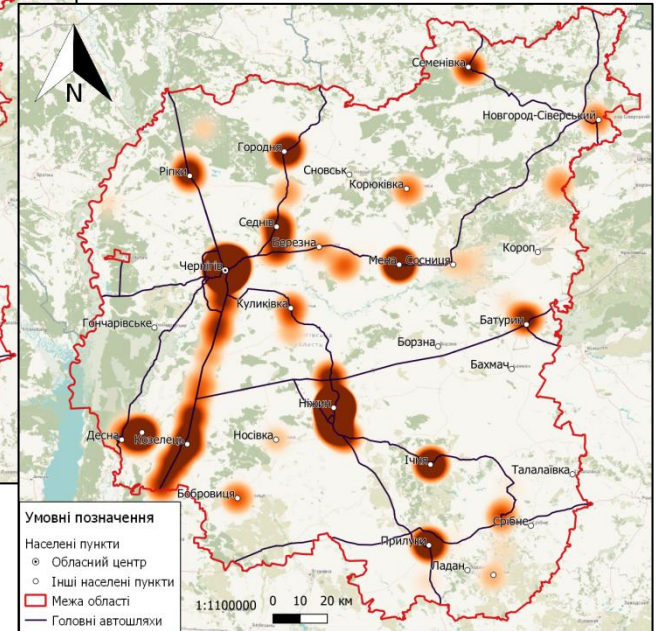 N
Семенівка
Новгород-Сіверський
Городня
Сновськ
Ріпки
Корюківка
Седнів
Березна
Короп
Чернігів
Мена
Сосниця
Куликівка
Гончарівське
Батурин
Борзна
Бахмач
Ніжин
Десна
Козелець
Носівка
Ічня
Талалаївка
Бобровиця
Срібне
Прилуки
Ладан
Умовні позначення
Населені пункти
Обласний центр
Інші населені пункти
Межа області
Головні автошляхи
1:1100000 0 10 20 км